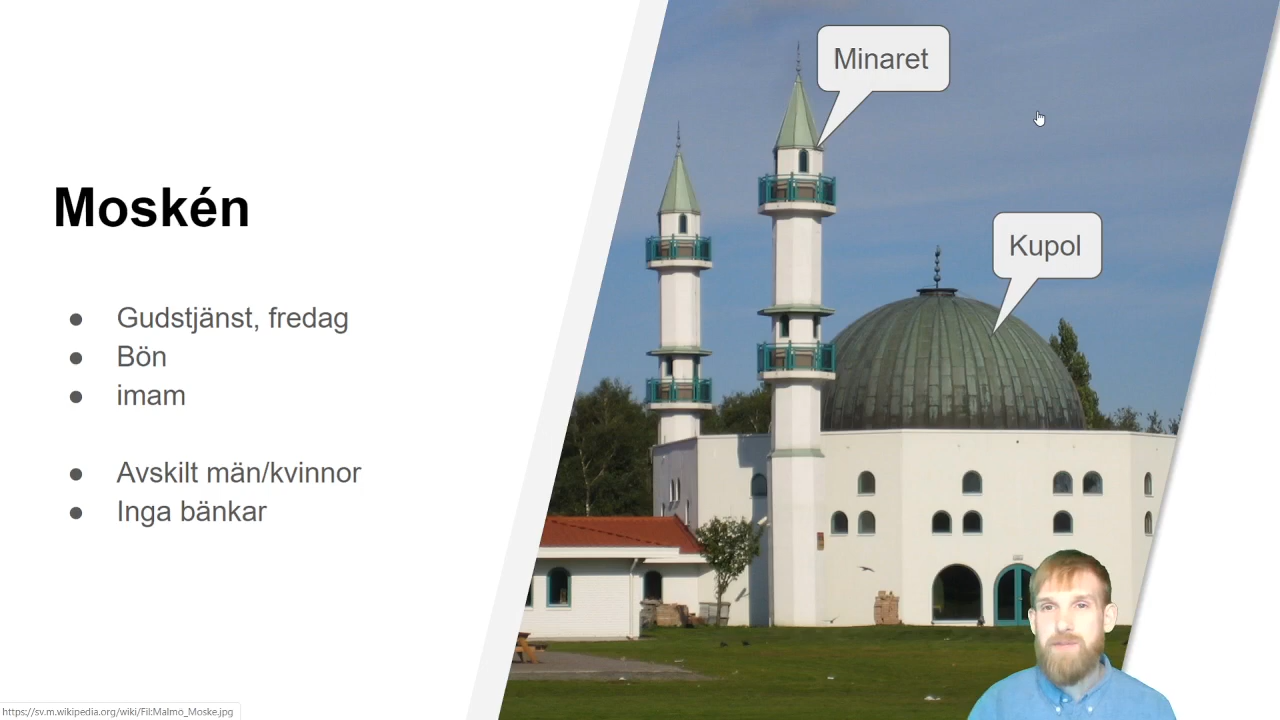 Moskén
Gudstjänst, fredag
Bön
imam
Avskilt män/kvinnor
Inga bänkar
Minaret
Kupol
https://sv.m.wikipedia.org/wiki/Fil:Malmo_Moske.jpg